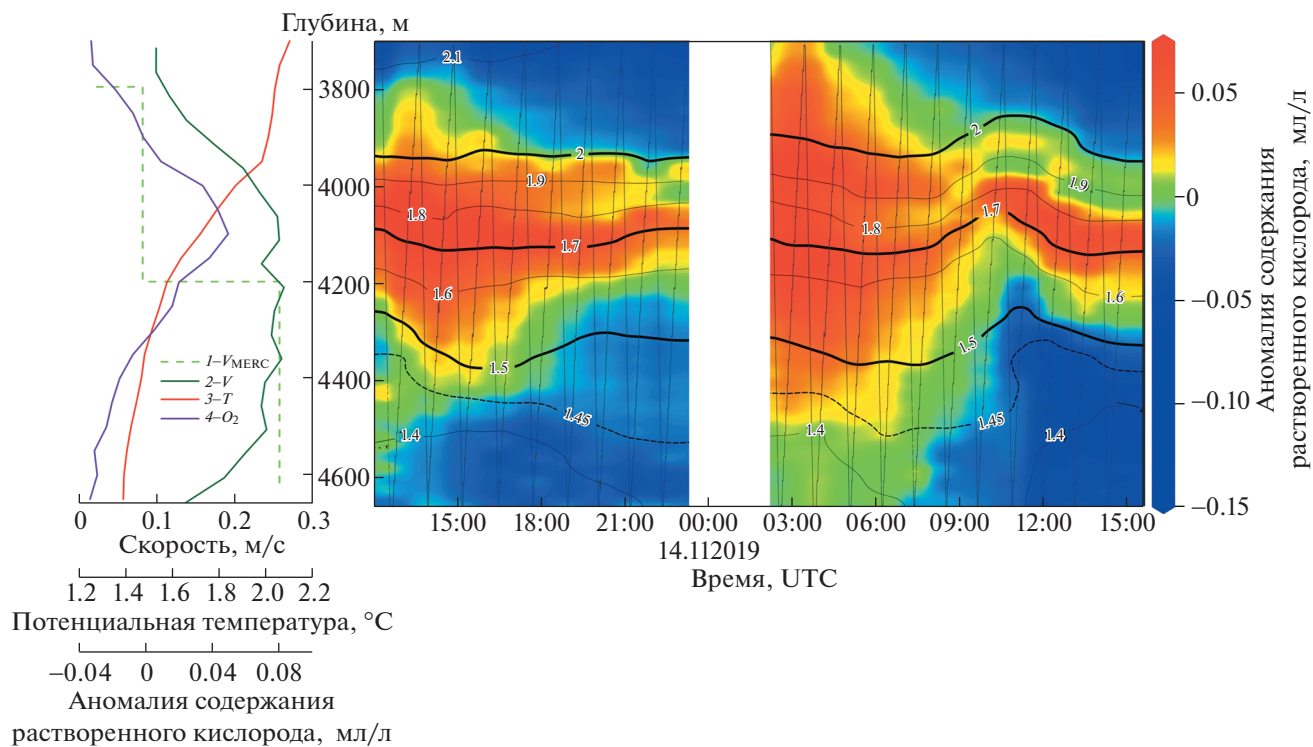 Глубина, м
3800
4000
4200
4400
4600
1–VMERC
2–V
3–T
4–O2
0 0.1 0.2 0.3
Скорость, м/с
1.2 1.4 1.6 1.8 2.0 2.2
Потенциальная температура, °C
–0.04 0 0.04 0.08
Аномалия содержания
растворенного кислорода, мл/л
2.1
2
1.9
1.8
1.7
1.6
1.5
1.45
1.4
2
1.9
1.8
1.7
1.6
1.5
1.45
1.4
1.4
15:00 18:00 21:00 00:00 03:00 06:00 09:00 12:00 15:00
14.112019
Время, UTC
0.05
0
–0.05
–0.10
–0.15
Аномалия содержания
растворенного кислорода, мл/л